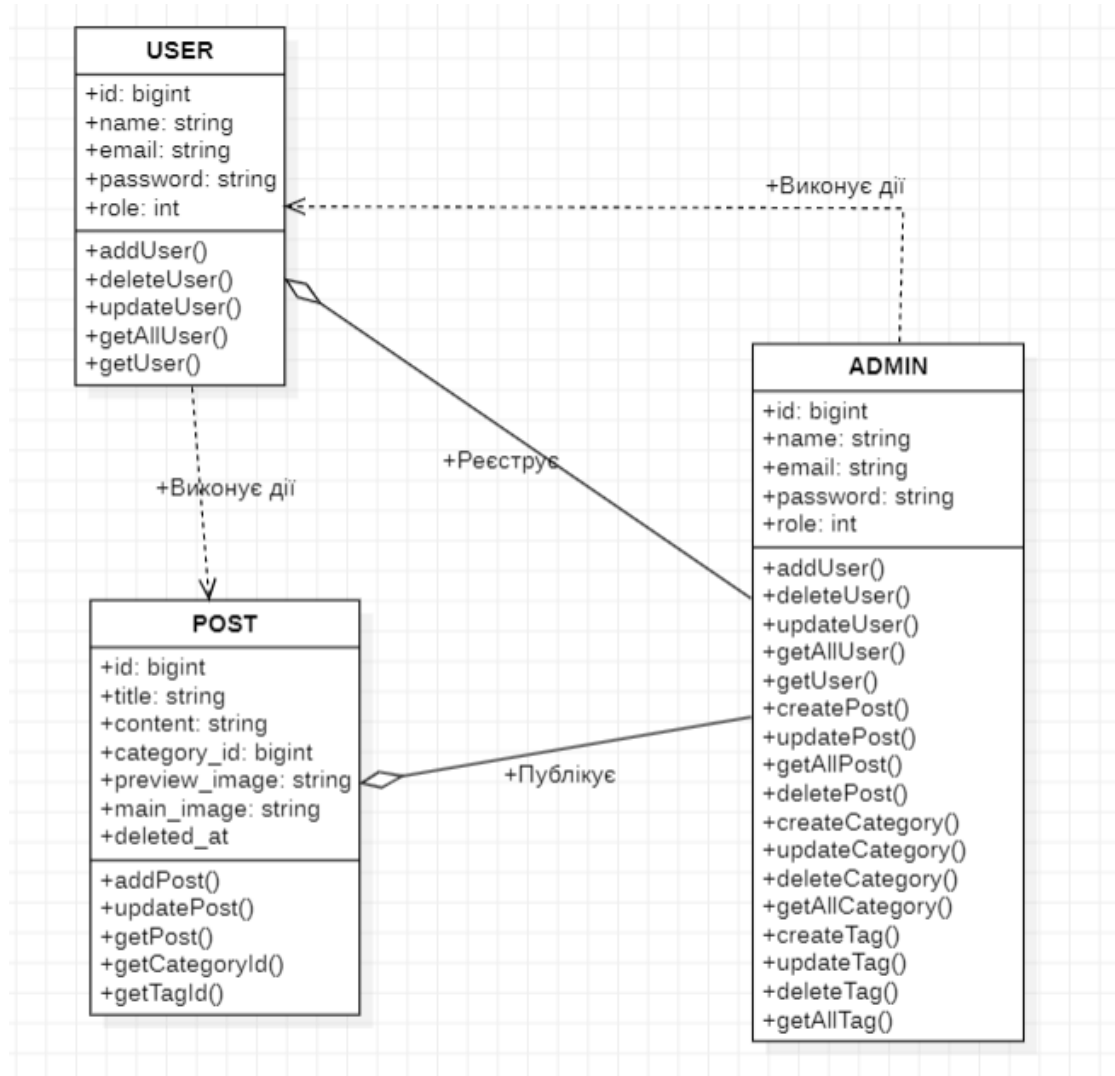 USER
+id: bigint
+name: string
+email: string
+password: string
+role: int
+addUser()
+deleteUser()
+updateUser()
+getAllUser()
+getUser()
+Виконує дії
+Реєструє
+Виконує дії
POST
+id: bigint
+title: string
+content: string
+category_id: bigint
+preview_image: string
+main_image: string
+deleted_at
+addPost()
+updatePost()
+getPost()
+getCategoryId()
+getTagId()
+Публікує
ADMIN
+id: bigint
+name: string
+email: string
+password: string
+role: int
+addUser()
+deleteUser()
+updateUser()
+getAllUser()
+getUser()
+createPost()
+updatePost()
+getAllPost()
+deletePost()
+createCategory()
+updateCategory()
+deleteCategory()
+getAllCategory()
+createTag()
+updateTag()
+deleteTag()
+getAllTag()